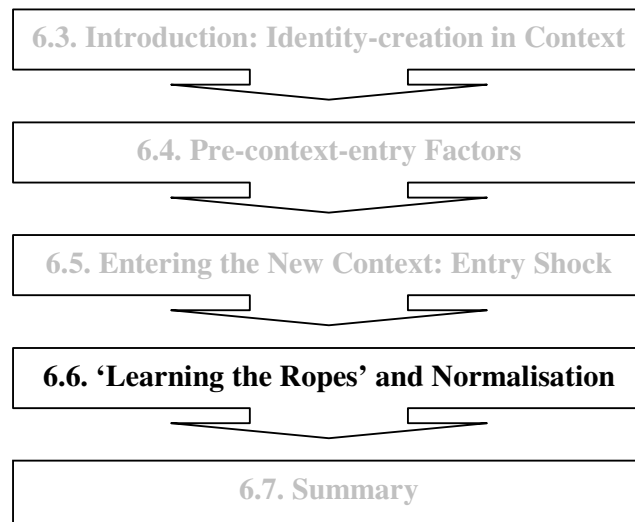 6.3. Introduction: Identity-creation in Context
6.4. Pre-context-entry Factors
6.5. Entering the New Context: Entry Shock
6.6. ‘Learning the Ropes’ and Normalisation
6.7. Summary